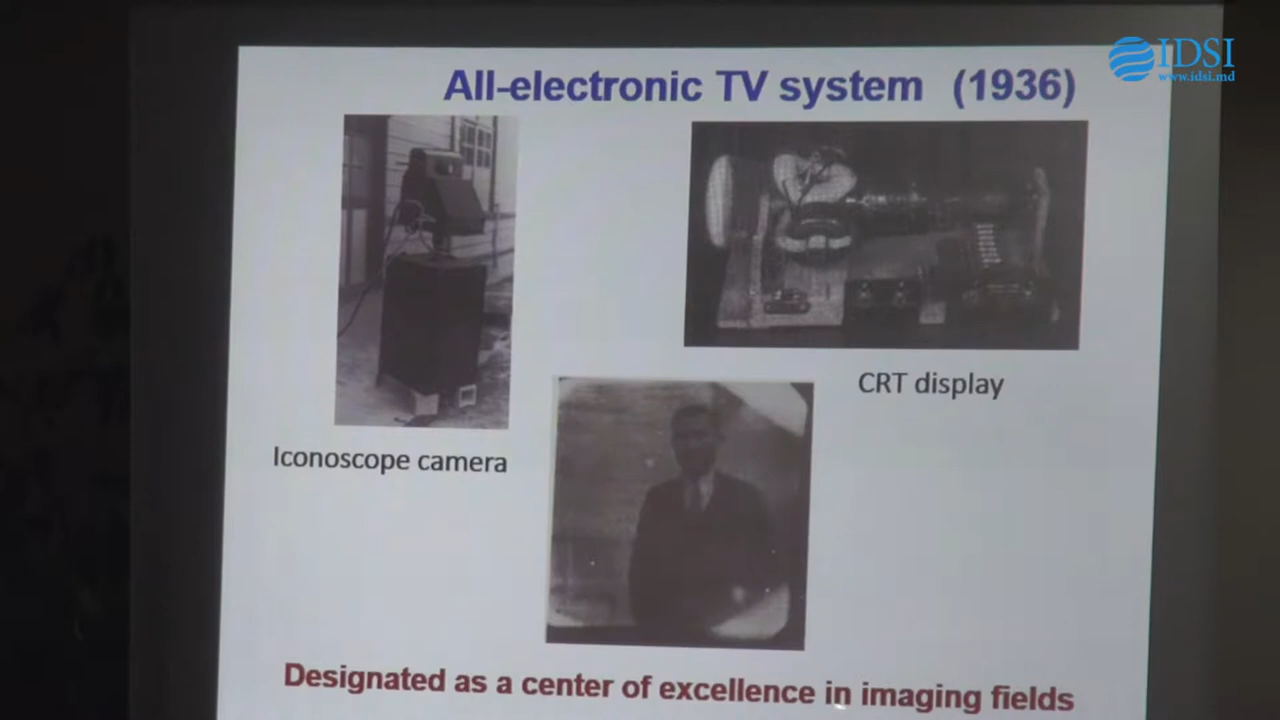 IDSI
www.idsi.md
All-electronic TV system (1936)
CRT display
Iconoscope camera
Designated as a center of excellence in imaging fields